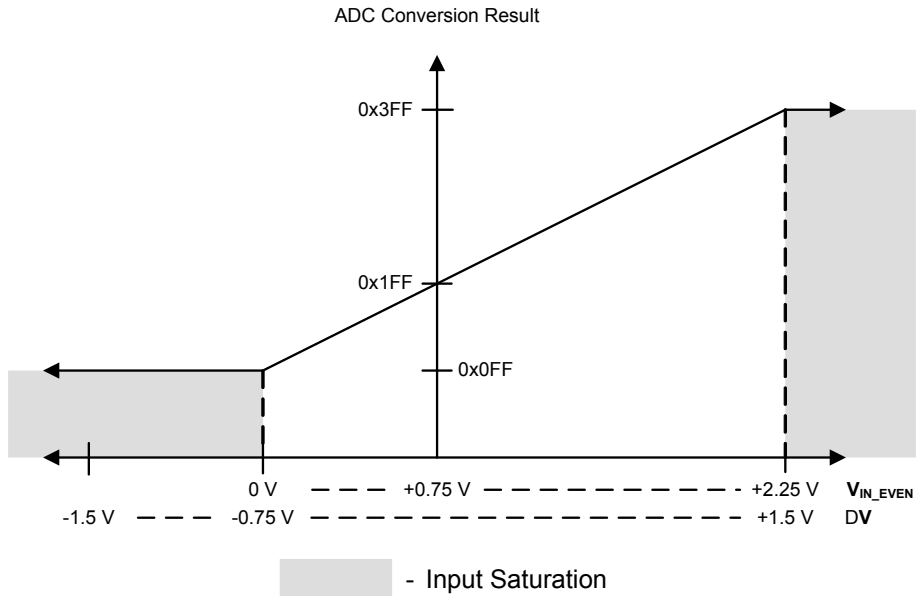 ADC Conversion Result
0x3FF
0x1FF
0x0FF
0 V +0.75 V +2.25 V VIN_EVEN
-1.5 V -0.75 V +1.5 V DV
- Input Saturation